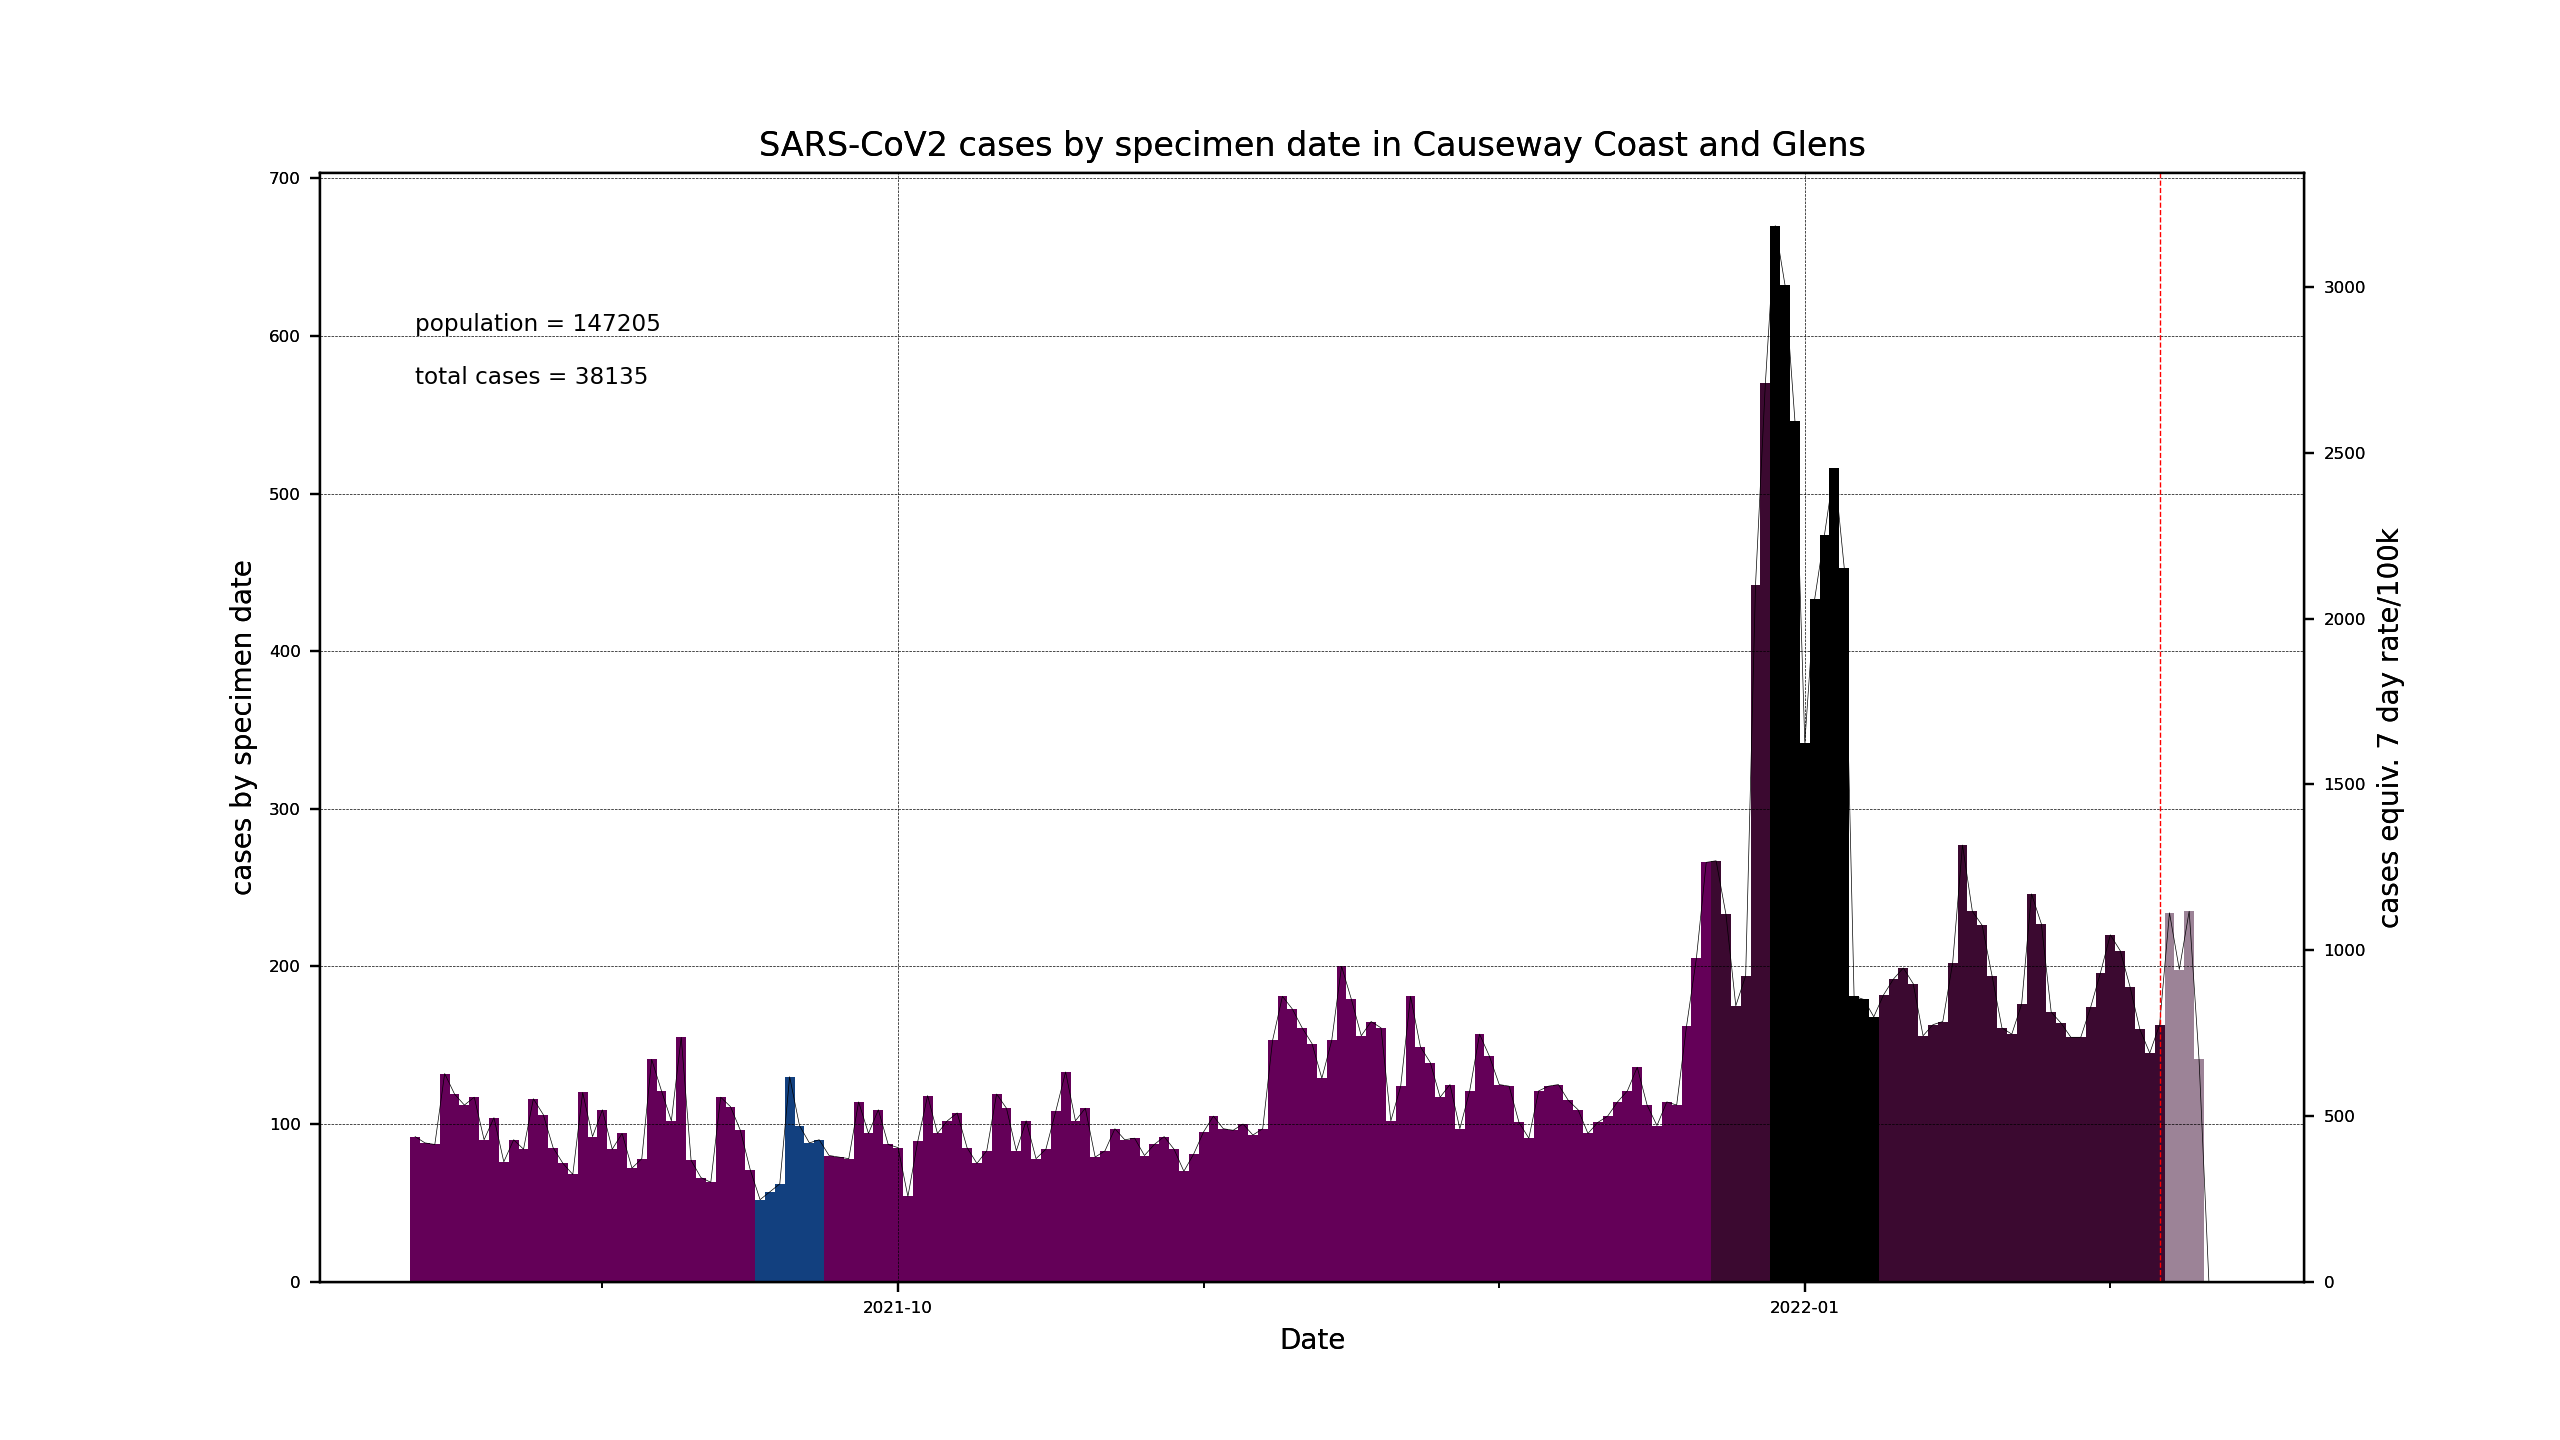 SARS-CoV2 cases by specimen date in Causeway Coast and Glens
population = 147205
total cases = 38135
cases by specimen date
700
600
500
400
300
200
100
0
3000
2500
2000
1500
1000
500
0
cases equiv. 7 day rate/100k
2021-10
2022-01
Date